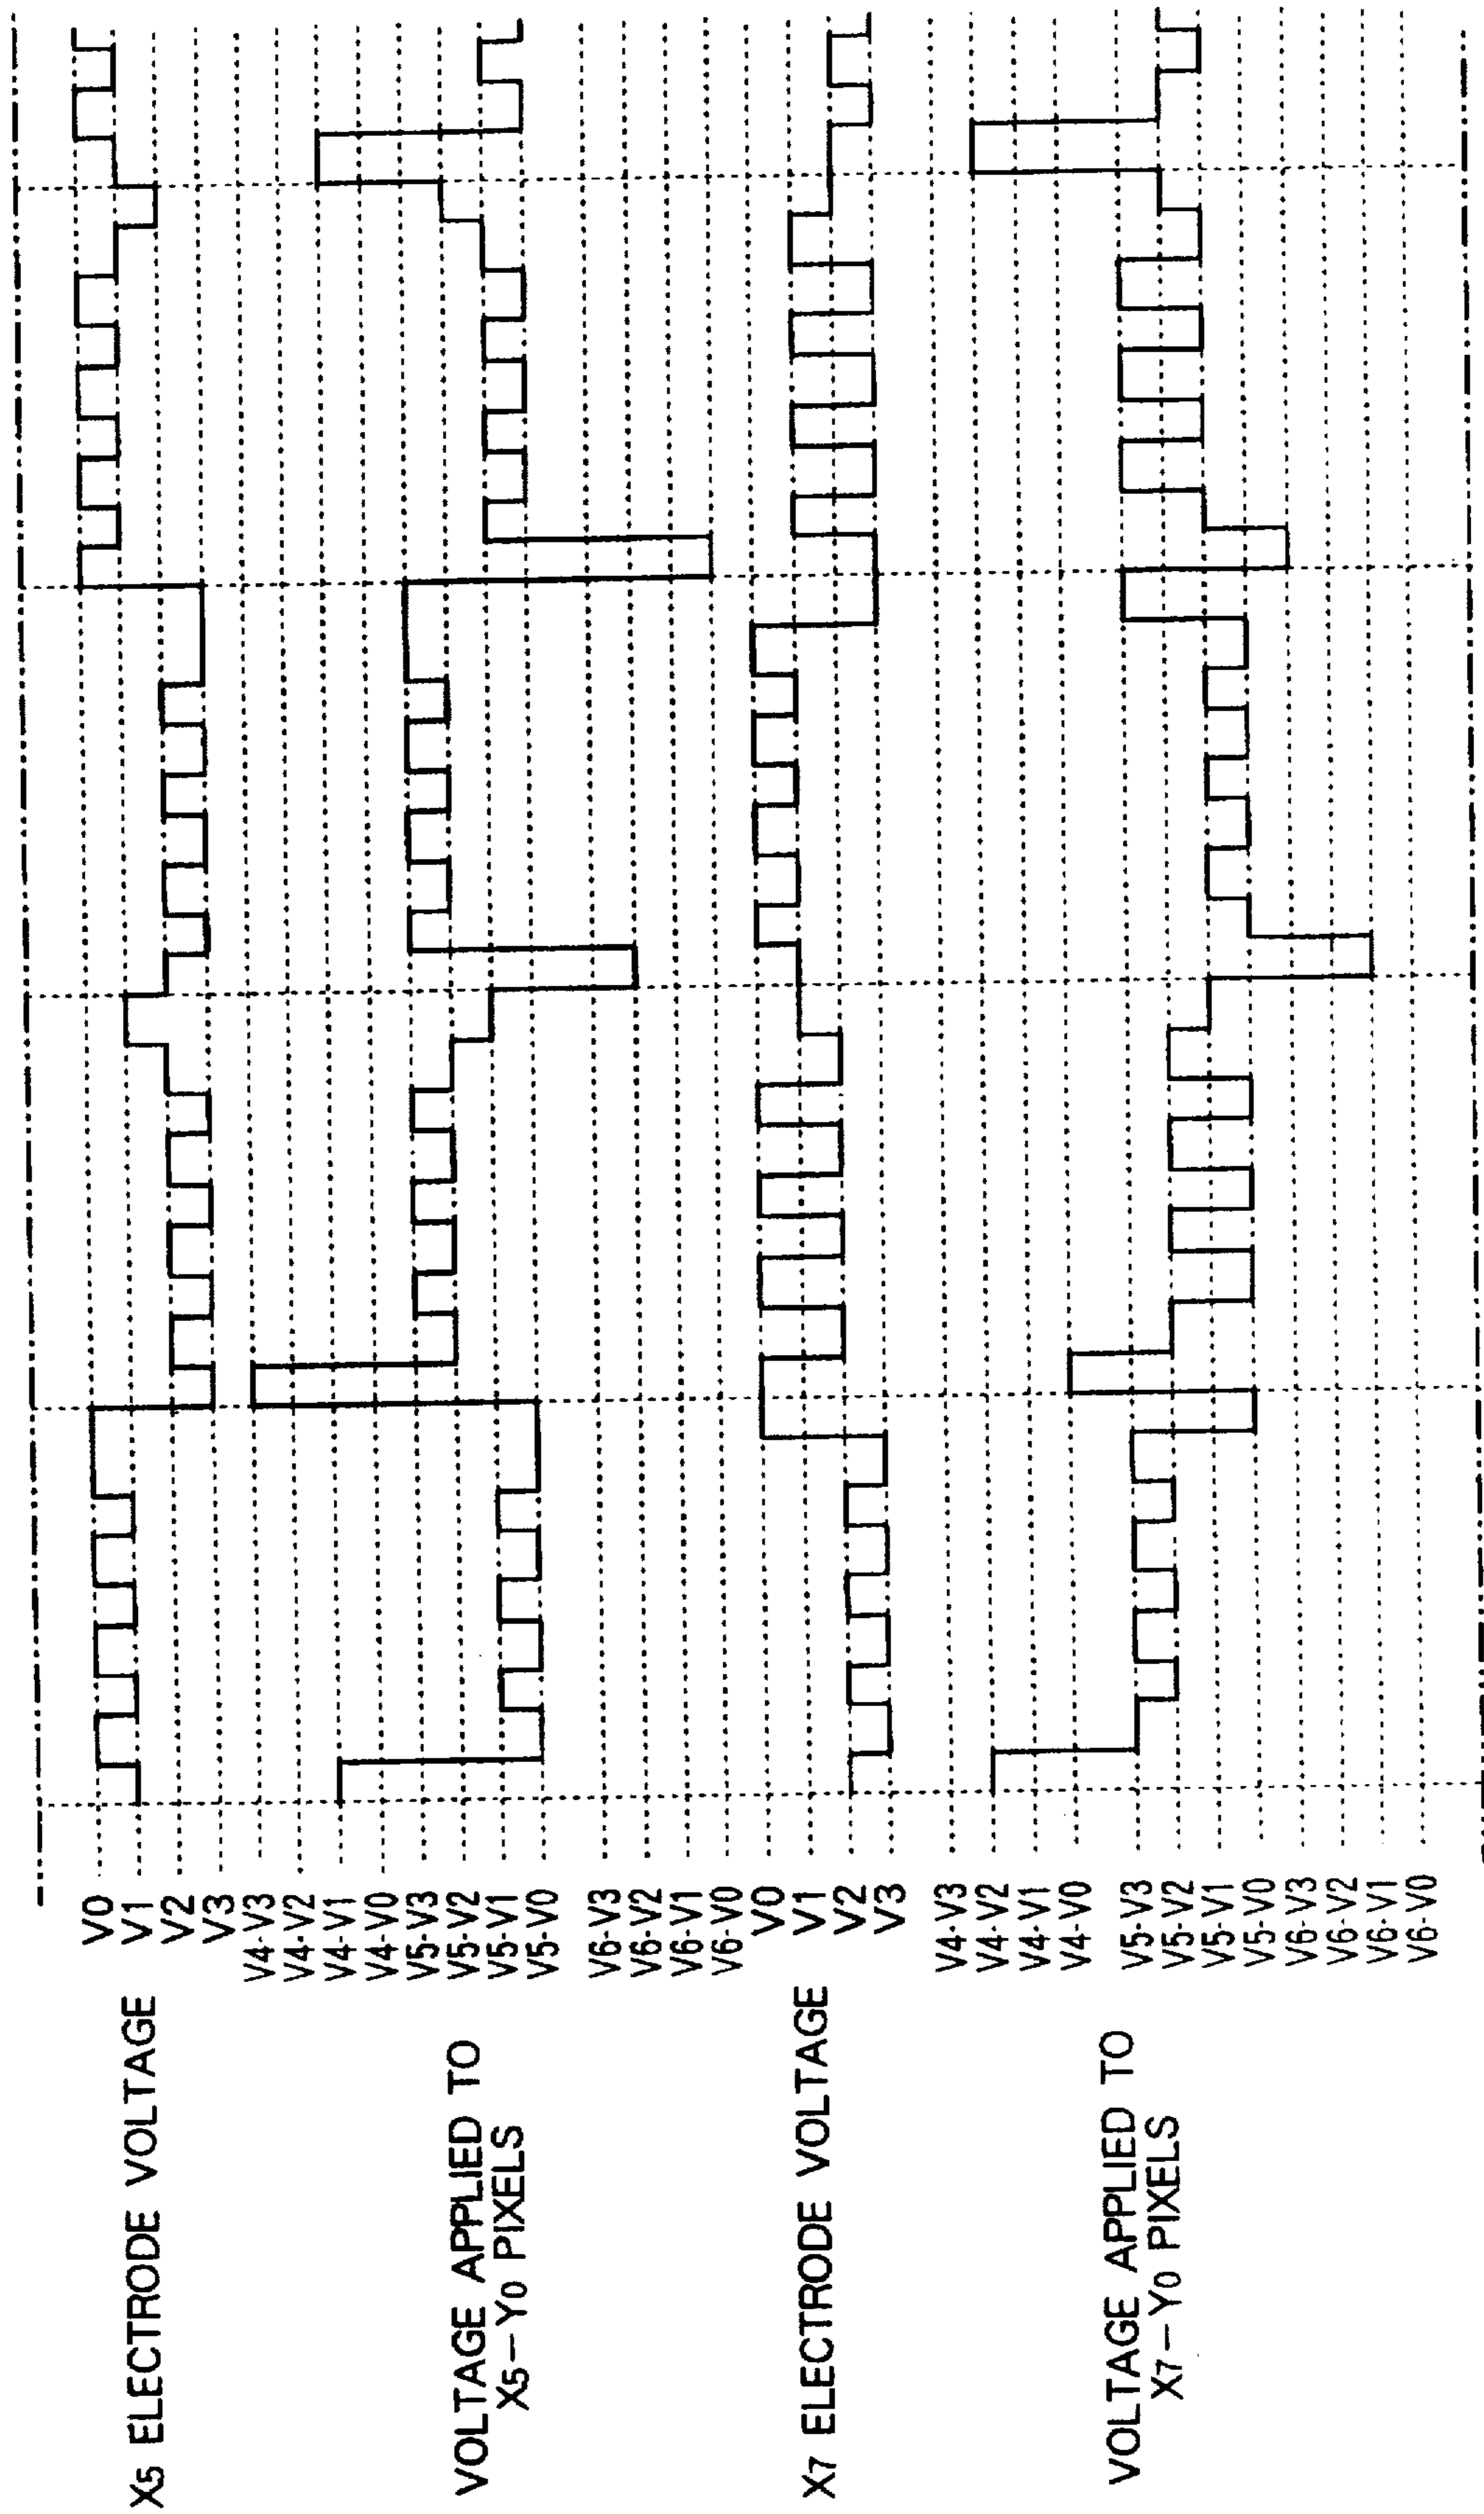 X5 ELECTRODE VOLTAGE
V0
V1
V2
V3
VOLTAGE APPLIED TO
X5-Y0 PIXELS
V4-V3
V4-V2
V4-V1
V4-V0
V5-V3
V5-V2
V5-V1
V5-V0
V6-V3
V6-V2
V6-V1
V6-V0
X7 ELECTRODE VOLTAGE
V0
V1
V2
V3
VOLTAGE APPLIED TO
X7-Y0 PIXELS
V4-V3
V4-V2
V4-V1
V4-V0
V5-V3
V5-V2
V5-V1
V5-V0
V6-V3
V6-V2
V6-V1
V6-V0